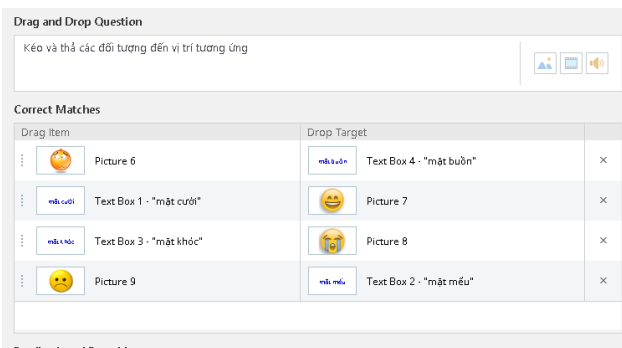 Drag and Drop Question
Kéo và thả các đối tượng đến vị trí tương ứng
Correct Matches
Drag Item Drop Target
Picture 6 mặt buồn Text Box 4 - "mặt buồn"
mặt cười Text Box 1 - "mặt cười" Picture 7
mặt khóc Text Box 3 - "mặt khóc" Picture 8
Picture 9 mặt mếu Text Box 2 - "mặt mếu"